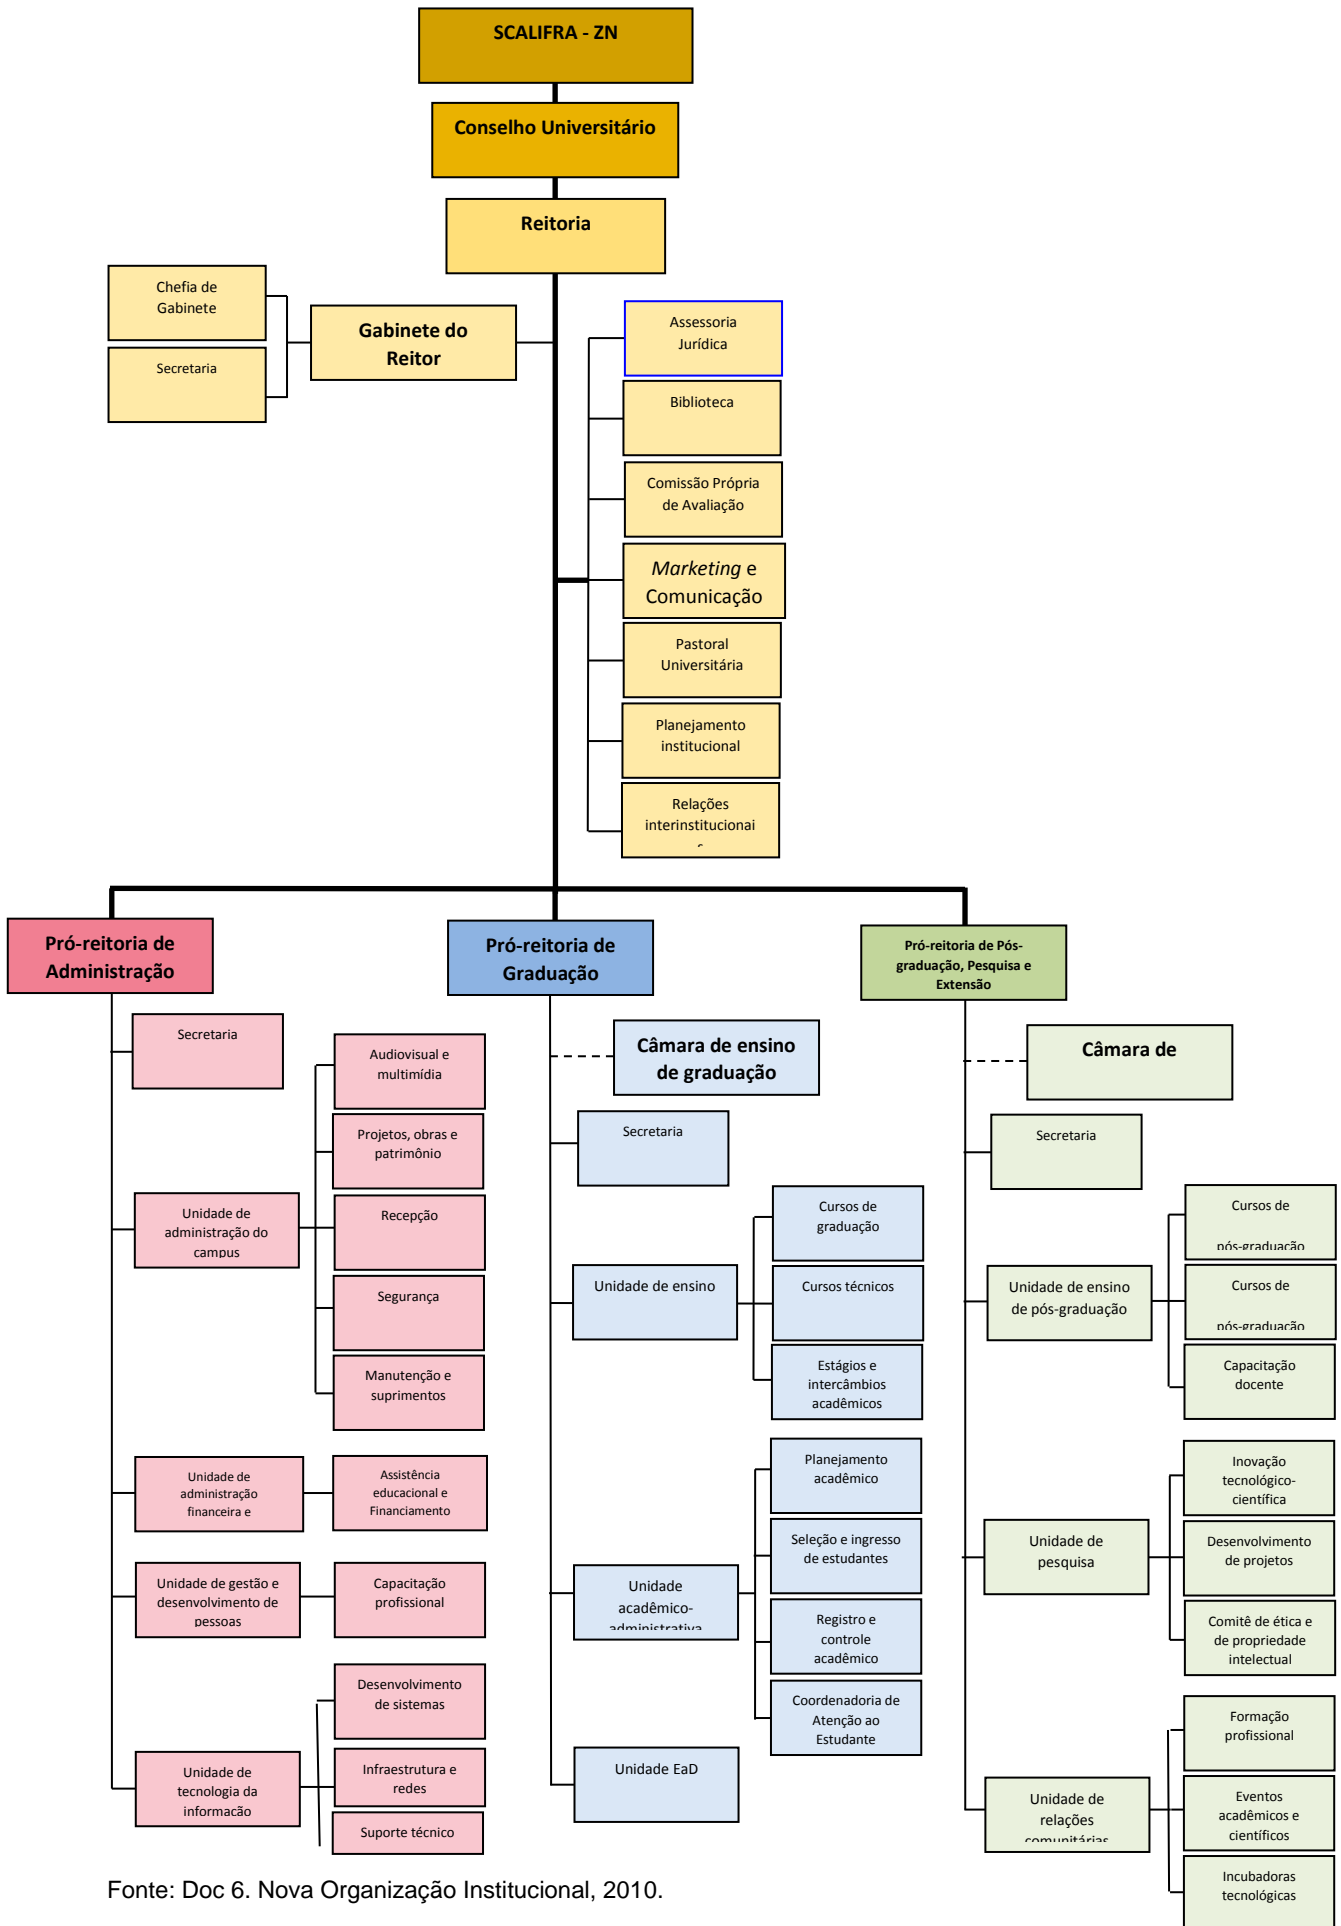 SCALIFRA - ZN
Conselho Universitário
Reitoria
Chefia de
Gabinete
Secretaria
Gabinete do
Reitor
Assessoria
Jurídica
Biblioteca
Comissão Própria
de Avaliação
Marketing e
Comunicação
Pastoral
Universitária
Planejamento
institucional
Relações
interinstitucionai
s
Pró-reitoria de
Administração
Secretaria
Unidade de
administração do
campus
Audiovisual e
multimídia
Projetos, obras e
patrimônio
Recepção
Segurança
Manutenção e
suprimentos
Unidade de
administração
financeira e
Assistência
educacional e
Financiamento
Unidade de gestão e
desenvolvimento de
pessoas
Capacitação
profissional
Unidade de
tecnologia da
informação
Desenvolvimento
de sistemas
Infraestrutura e
redes
Suporte técnico
Pró-reitoria de
Graduação
Câmara de ensino
de graduação
Secretaria
Unidade de ensino
Cursos de
graduação
Cursos técnicos
Estágios e
intercâmbios
acadêmicos
Unidade
acadêmico-
administrativa
Planejamento
acadêmico
Seleção e ingresso
de estudantes
Registro e
controle
acadêmico
Coordenadoria de
Atenção ao
Estudante
Unidade EaD
Pró-reitoria de Pós-
graduação, Pesquisa e
Extensão
Câmara de
Secretaria
Unidade de ensino
de pós-graduação
Cursos de
pós-graduação
Cursos de
pós-graduação
Capacitação
docente
Unidade de
pesquisa
Inovação
tecnológico-
científica
Desenvolvimento
de projetos
Comitê de ética e
de propriedade
intelectual
Unidade de
relações
comunitárias
Formação
profissional
Eventos
acadêmicos e
científicos
Incubadoras
tecnológicas
Fonte: Doc 6. Nova Organização Institucional, 2010.